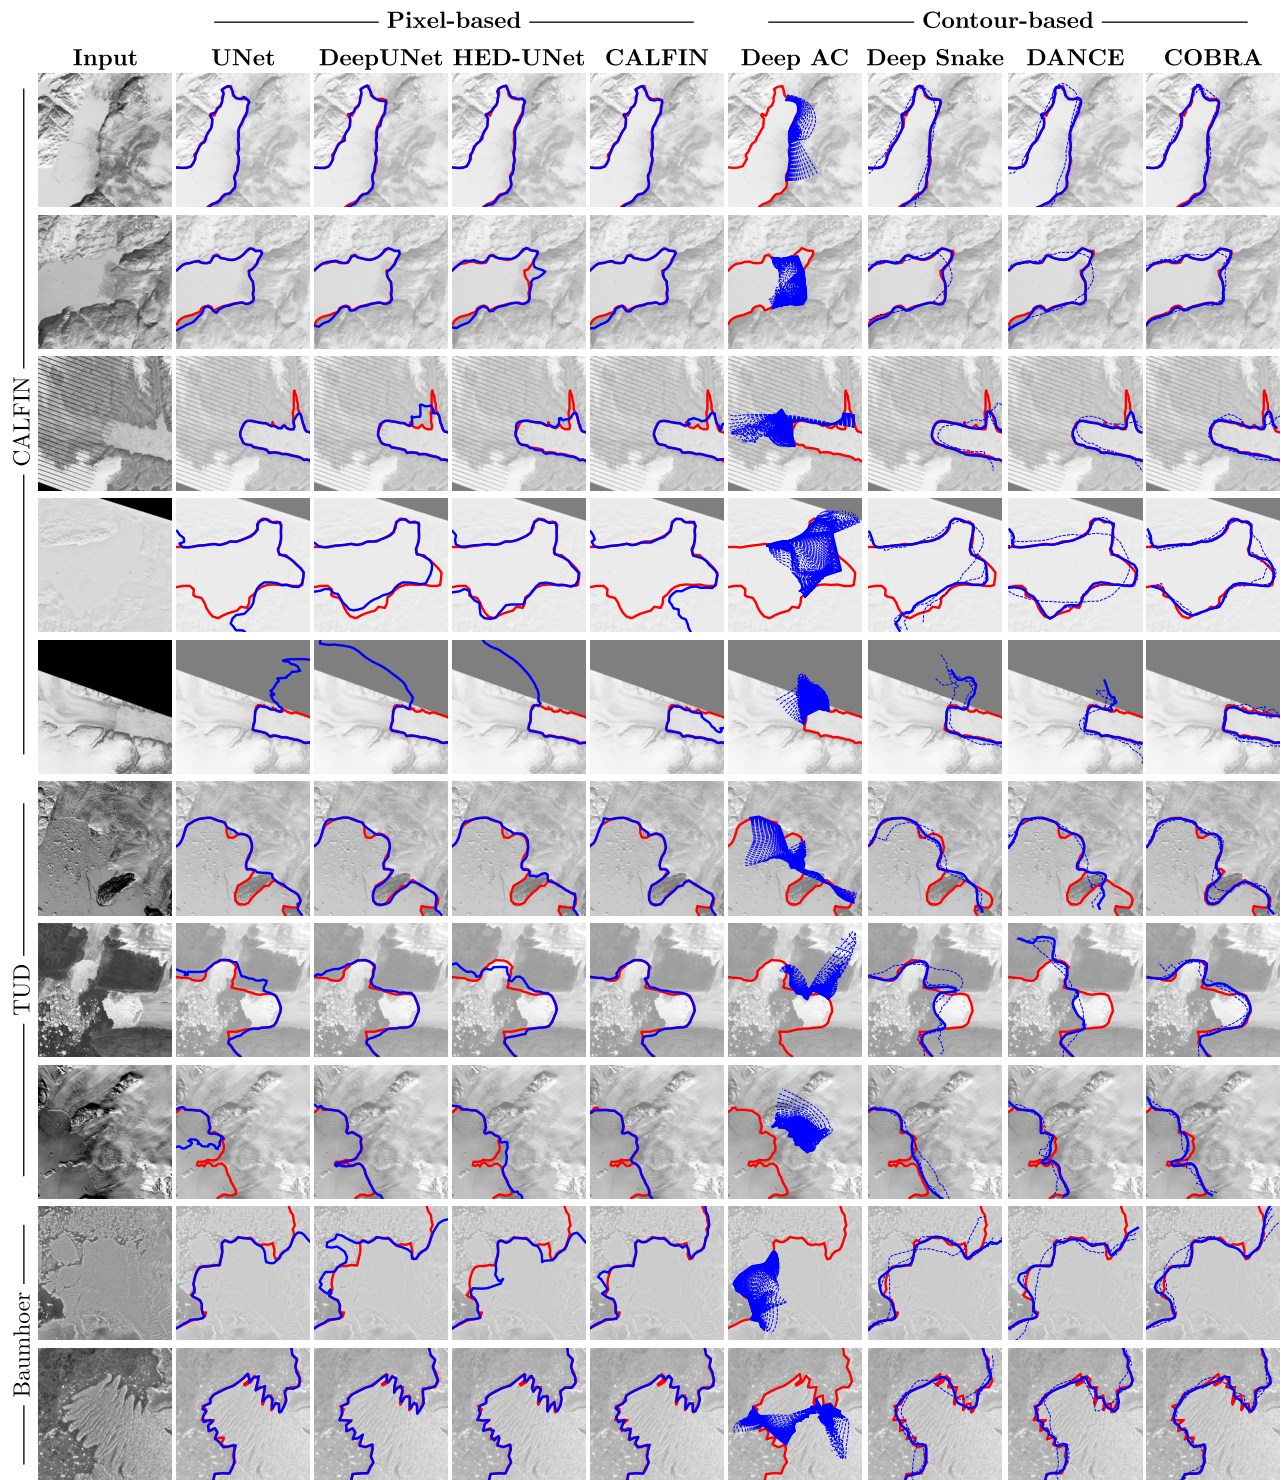 Pixel-based
Contour-based
Input
UNet
DeepUNet
HED-UNet
CALFIN
Deep AC
Deep Snake
DANCE
COBRA
CALFIN
TUD
Baumhoer